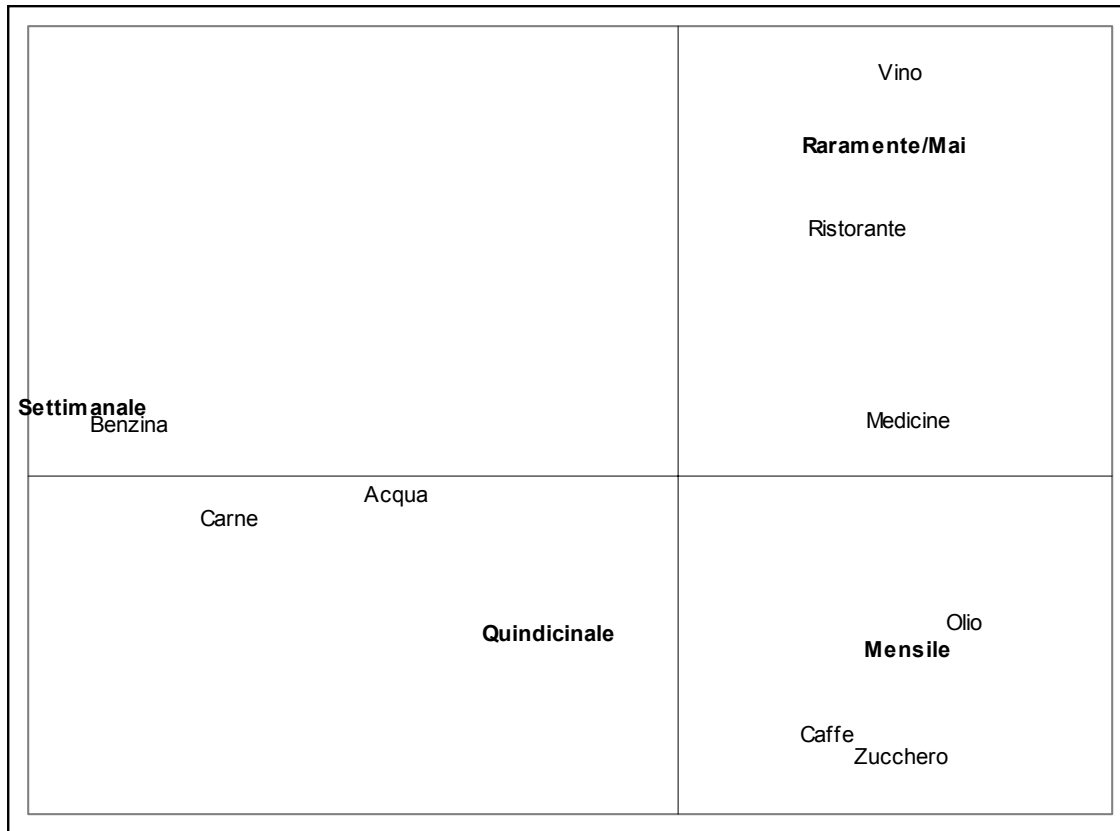 Vino
Raramente/Mai
Ristorante
Settimanale
Benzina
Medicine
Acqua
Carne
Quindicinale
Olio
Mensile
Caffe
Zucchero